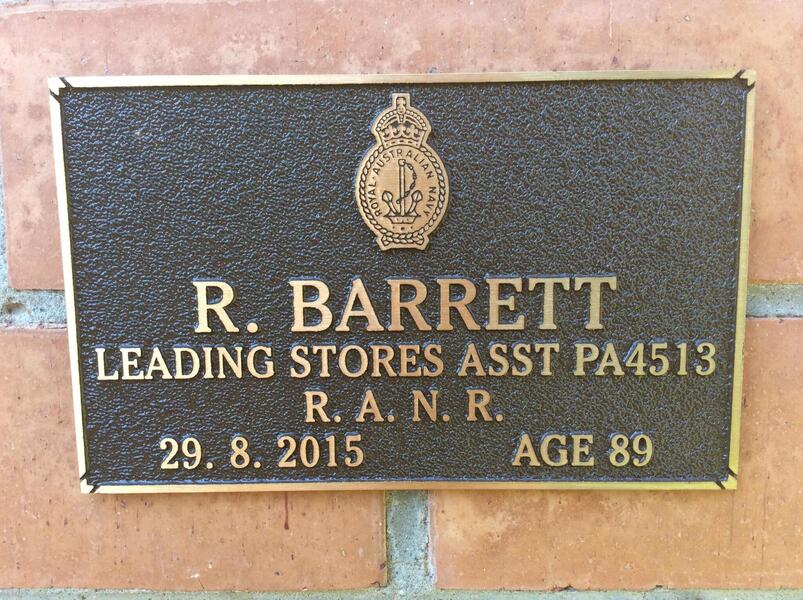 ROYAL · AUSTRALIAN NAVY
R. BARRETT
LEADING STORES ASST PA4513
R. A. N. R.
29. 8. 2015 AGE 89